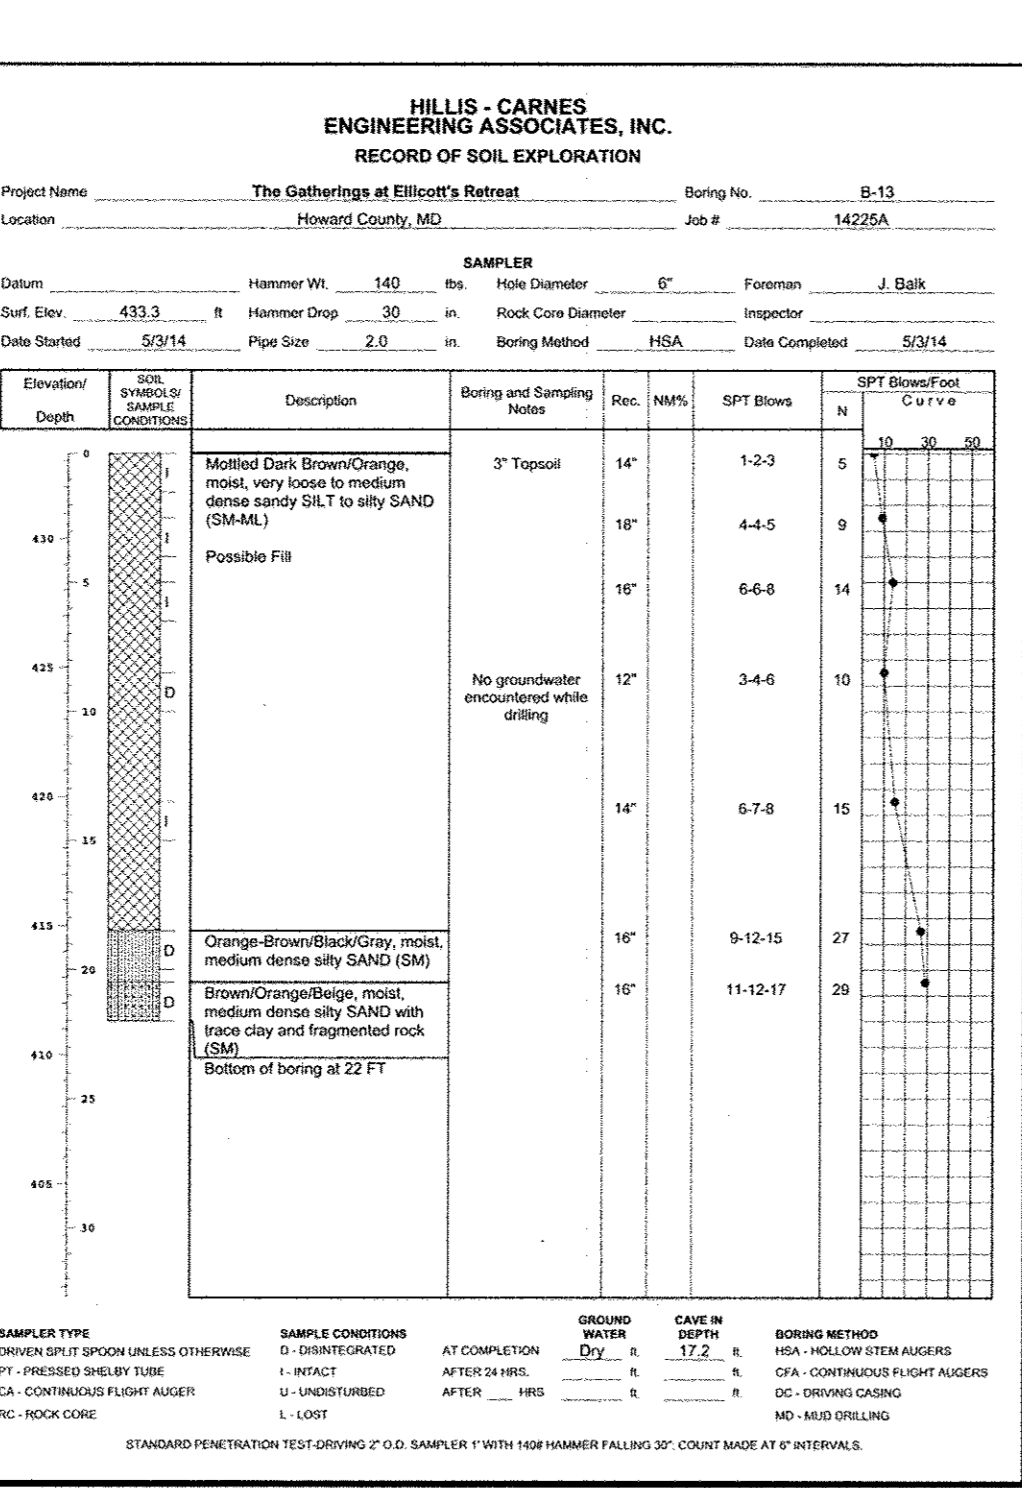 HILLIS - CARNES
ENGINEERING ASSOCIATES, INC.
RECORD OF SOIL EXPLORATION
Project Name The Gatherings at Ellicott's Retreat Boring No. B-13
Location Howard County, MD Job # 14225A
SAMPLER
Datum Hammer Wt. 140 lbs. Hole Diameter 6" Foreman J. Balk
Surf. Elev. 433.3 ft Hammer Drop 30 in. Rock Core Diameter Inspector
Date Started 5/3/14 Pipe Size 2.0 in. Boring Method HSA Date Completed 5/3/14
Elevation/
Depth
SOIL
SYMBOLS/
SAMPLE
CONDITIONS
Description
Boring and Sampling
Notes
Rec. NM% SPT Blows
SPT Blows/Foot
N Curve
10 30 50
0 I Mottled Dark Brown/Orange, 3" Topsoil 14" 1-2-3 5
moist, very loose to medium
dense sandy SILT to silty SAND
(SM-ML) 18" 4-4-5 9
430 I
Possible Fill
5 I 16" 6-6-8 14
425
D No groundwater 12" 3-4-6 10
encountered while
10 drilling
420
I 14" 6-7-8 15
15
415
D Orange-Brown/Black/Gray, moist, 16" 9-12-15 27
medium dense silty SAND (SM)
20
D Brown/Orange/Beige, moist, 16" 11-12-17 29
medium dense silty SAND with
trace clay and fragmented rock
(SM)
410
Bottom of boring at 22 FT
25
405
30
GROUND CAVE IN
SAMPLER TYPE SAMPLE CONDITIONS WATER DEPTH BORING METHOD
DRIVEN SPLIT SPOON UNLESS OTHERWISE D - DISINTEGRATED AT COMPLETION Dry ft. 17.2 ft. HSA - HOLLOW STEM AUGERS
PT - PRESSED SHELBY TUBE I - INTACT AFTER 24 HRS. ft. ft. CFA - CONTINUOUS FLIGHT AUGERS
CA - CONTINUOUS FLIGHT AUGER U - UNDISTURBED AFTER HRS ft. ft. DC - DRIVING CASING
RC - ROCK CORE L - LOST MD - MUD DRILLING
STANDARD PENETRATION TEST-DRIVING 2" O.D. SAMPLER 1' WITH 140# HAMMER FALLING 30"; COUNT MADE AT 6" INTERVALS.